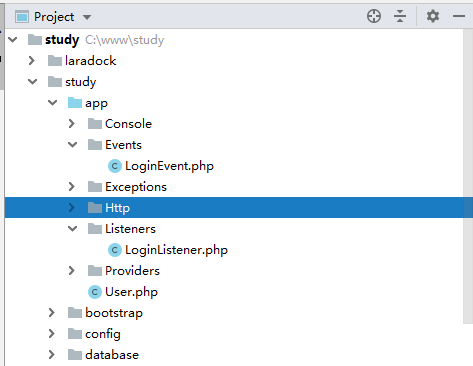 Project
study C:\www\study
laradock
study
app
Console
Events
C LoginEvent.php
Exceptions
Http
Listeners
C LoginListener.php
Providers
C User.php
bootstrap
config
database